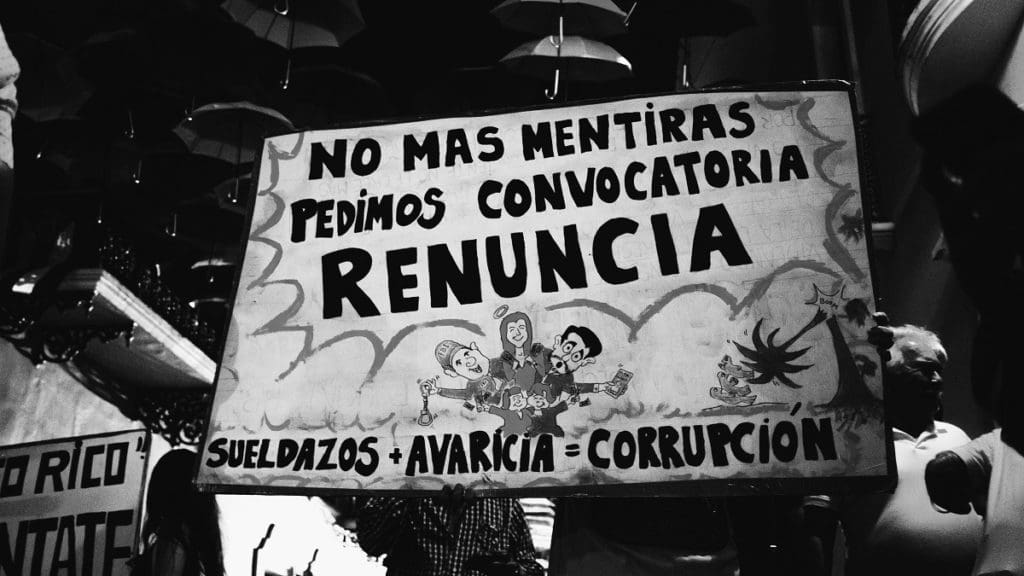 NO MAS MENTIRAS
PEDIMOS CONVOCATORIA
RENUNCIA
SUELDAZOS + AVARICIA = CORRUPCIÓN
O RICO"
NTATE